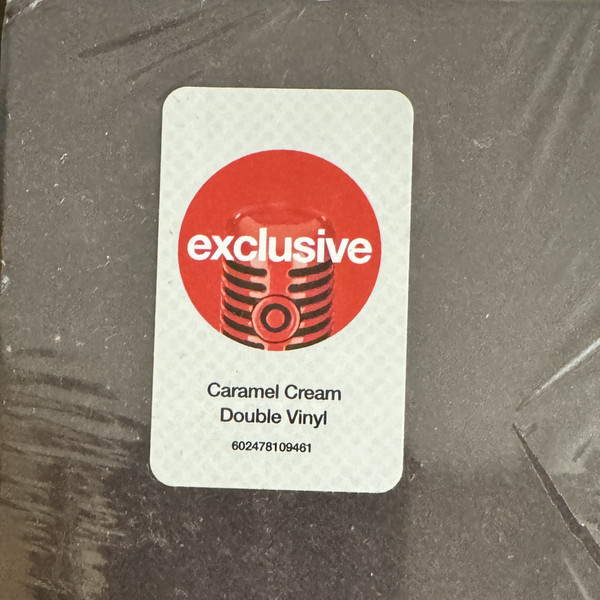 exclusive
Caramel Cream
Double Vinyl
602478109461